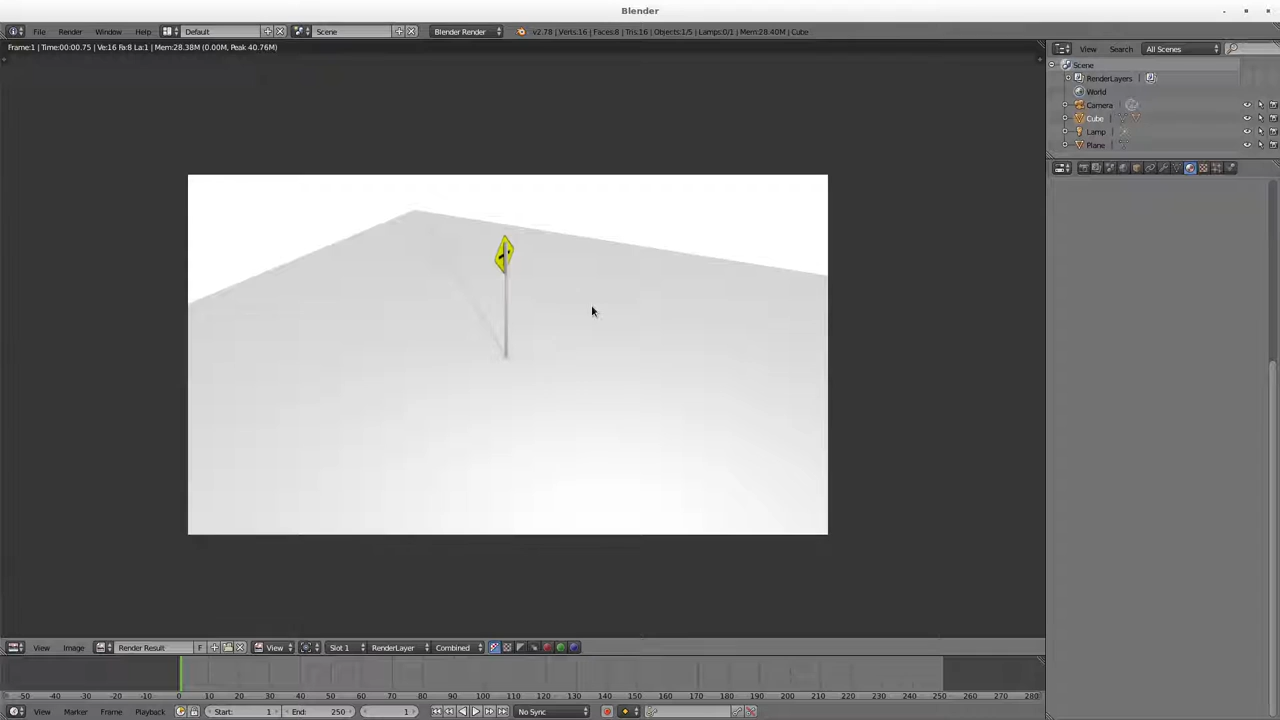 Blender
File Render Window Help Default Scene Blender Render v2.78 | Verts:16 | Faces:8 | Tris:16 | Objects:1/5 | Lamps:0/1 | Mem:28.40M | Cube
Frame:1 | Time:00:00.75 | Ve:16 Fa:8 La:1 | Mem:28.38M (0.00M, Peak 40.76M)
View Search All Scenes
Scene
RenderLayers |
World
Camera |
Cube |
Lamp |
Plane |
View Image Render Result F View Slot 1 RenderLayer Combined
-50 -40 -30 -20 -10 0 10 20 30 40 50 60 70 80 90 100 110 120 130 140 150 160 170 180 190 200 210 220 230 240 250 260 270 280
View Marker Frame Playback Start: 1 End: 250 1 No Sync